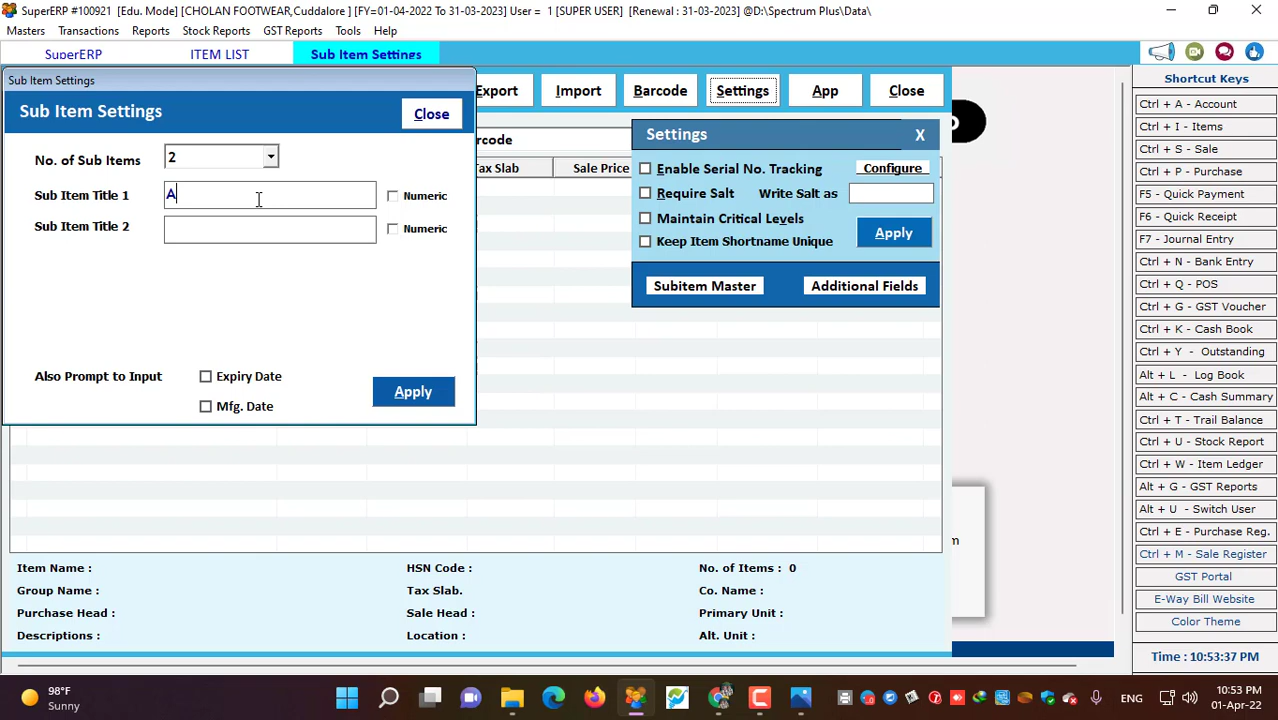 SuperERP #100921 [Edu. Mode] [CHOLAN FOOTWEAR,Cuddalore] [FY=01-04-2022 To 31-03-2023] User = 1 [SUPER USER] [Renewal : 31-03-2023] @D:\Spectrum Plus\Data\
Masters Transactions Reports Stock Reports GST Reports Tools Help
SuperERP ITEM LIST Sub Item Settings
Sub Item Settings
Sub Item Settings Close
No. of Sub Items 2
Sub Item Title 1 A Numeric
Sub Item Title 2 Numeric
Also Prompt to Input Expiry Date
Mfg. Date
Apply
Export Import Barcode Settings App Close
Tax Slab Sale Price
Settings X
Enable Serial No. Tracking Configure
Require Salt Write Salt as
Maintain Critical Levels
Keep Item Shortname Unique Apply
Subitem Master Additional Fields
Item Name : HSN Code : No. of Items : 0
Group Name : Tax Slab. Co. Name :
Purchase Head : Sale Head : Primary Unit :
Descriptions : Location : Alt. Unit :
Shortcut Keys
Ctrl + A - Account
Ctrl + I - Items
Ctrl + S - Sale
Ctrl + P - Purchase
F5 - Quick Payment
F6 - Quick Receipt
F7 - Journal Entry
Ctrl + N - Bank Entry
Ctrl + Q - POS
Ctrl + G - GST Voucher
Ctrl + K - Cash Book
Ctrl + Y - Outstanding
Alt + L - Log Book
Alt + C - Cash Summary
Ctrl + T - Trail Balance
Ctrl + U - Stock Report
Ctrl + W - Item Ledger
Alt + G - GST Reports
Alt + U - Switch User
Ctrl + E - Purchase Reg.
Ctrl + M - Sale Register
GST Portal
E-Way Bill Website
Color Theme
Time : 10:53:37 PM
98°F
Sunny
ENG
10:53 PM
01-Apr-22